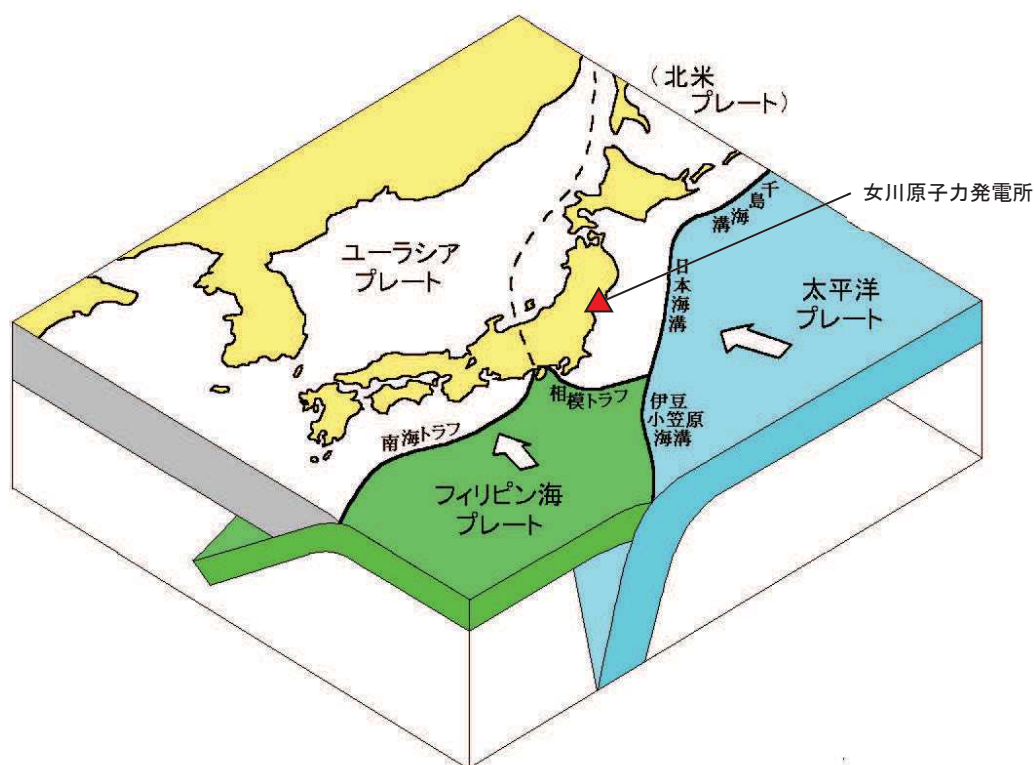 (北米
プレート)
千島海溝
女川原子力発電所
ユーラシア
プレート
日本海溝
太平洋
プレート
相模トラフ
伊豆
小笠原
海溝
南海トラフ
フィリピン海
プレート